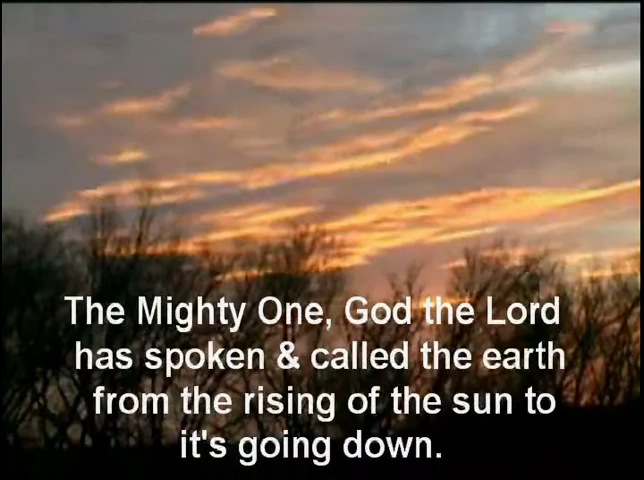 The Mighty One, God the Lord
has spoken & called the earth
from the rising of the sun to
it's going down.